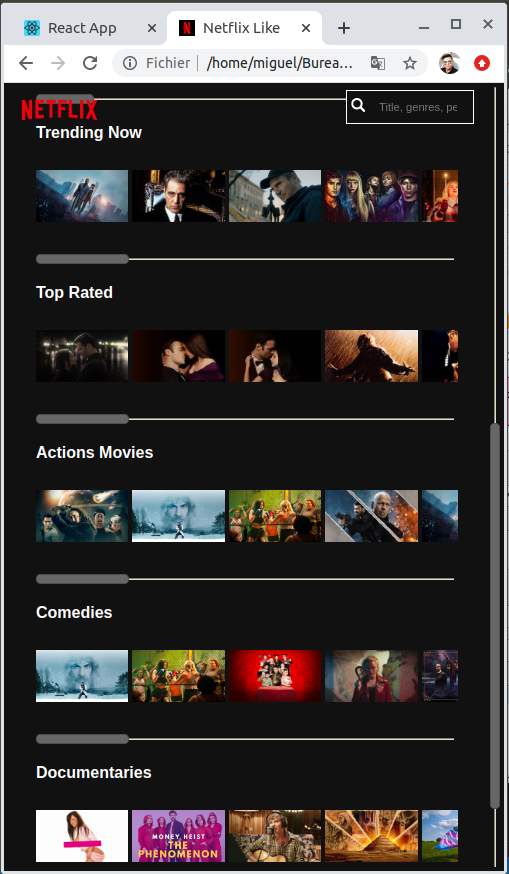 React App
Netflix Like
Fichier
/home/miguel/Burea...
NETFLIX
Title, genres, pe
Trending Now
Top Rated
Actions Movies
Comedies
Documentaries
MONEY HEIST
THE
PHENOMENON